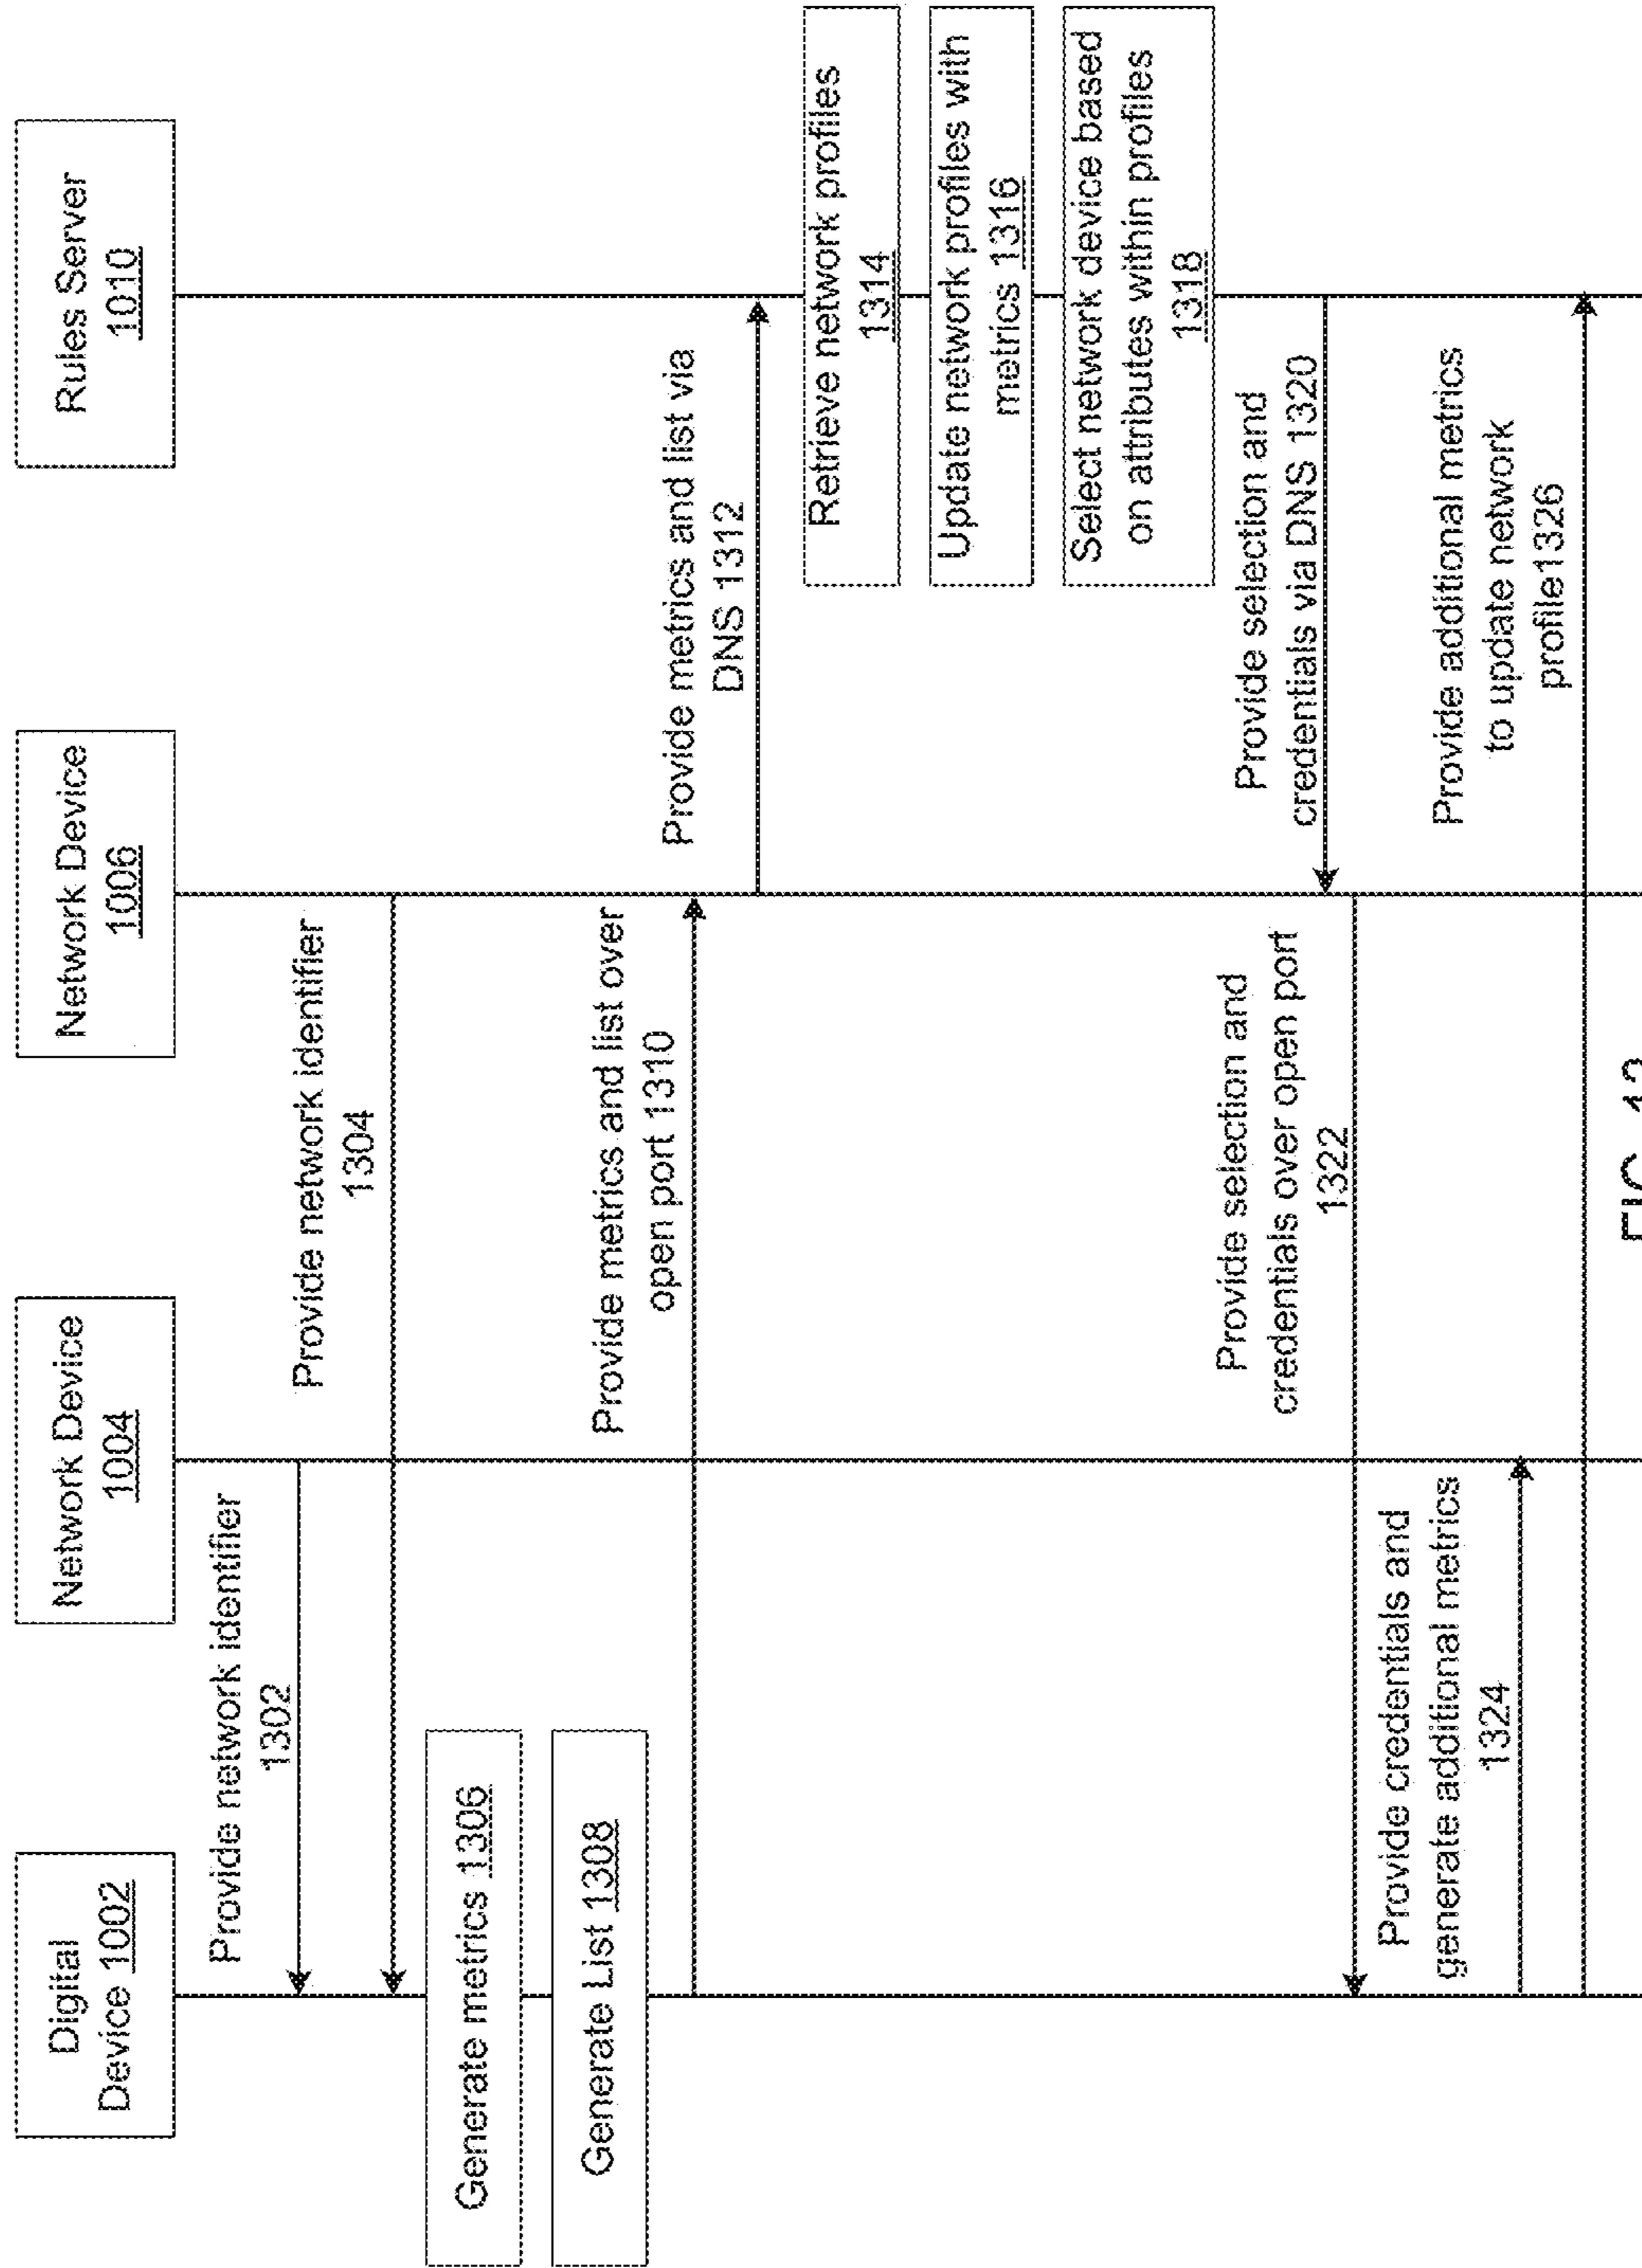 Digital
Device 1002
Network Device
1004
Network Device
1006
Rules Server
1010
Provide network identifier
1302
Provide network identifier
1304
Generate metrics 1306
Generate List 1308
Provide metrics and list over
open port 1310
Provide metrics and list via
DNS 1312
Retrieve network profiles
1314
Update network profiles with
metrics 1316
Select network device based
on attributes within profiles
1318
Provide selection and
credentials via DNS 1320
Provide selection and
credentials over open port
1322
Provide credentials and
generate additional metrics
1324
Provide additional metrics
to update network
profile1326
FIG. 13